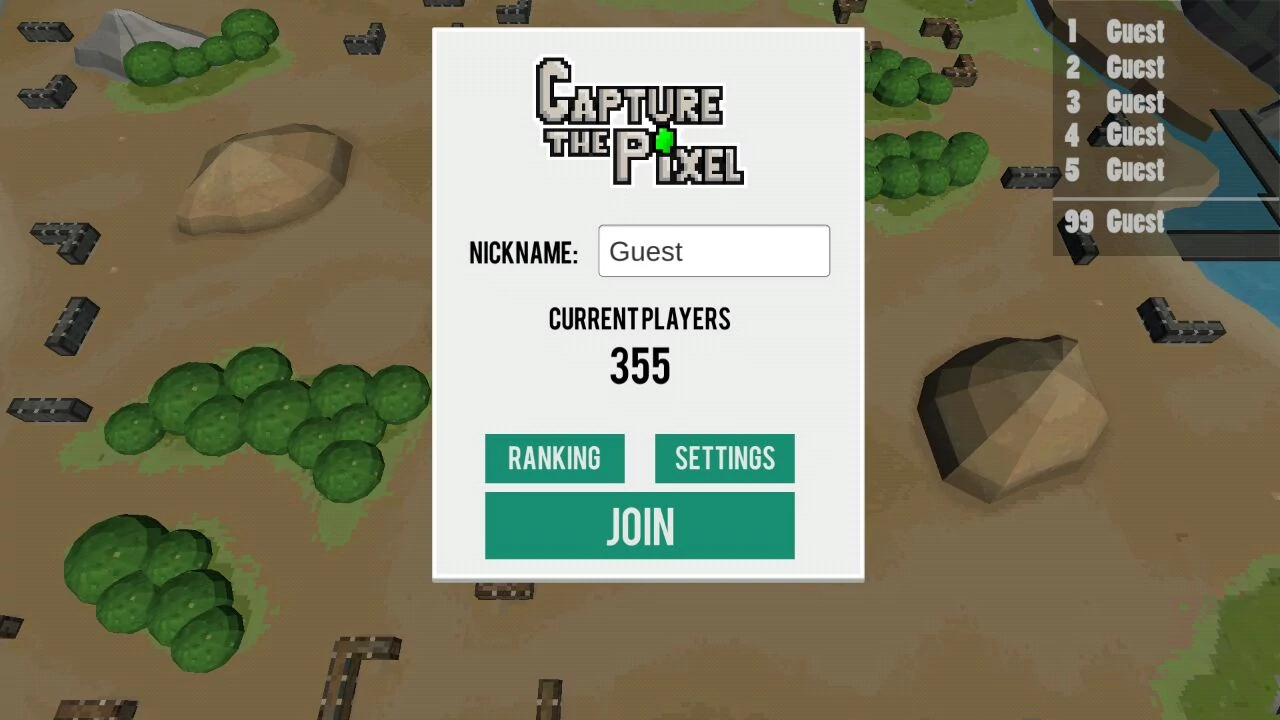 CAPTURE
THE PIXEL
NICKNAME: Guest
CURRENT PLAYERS
355
RANKING SETTINGS
JOIN
1 Guest
2 Guest
3 Guest
4 Guest
5 Guest
99 Guest